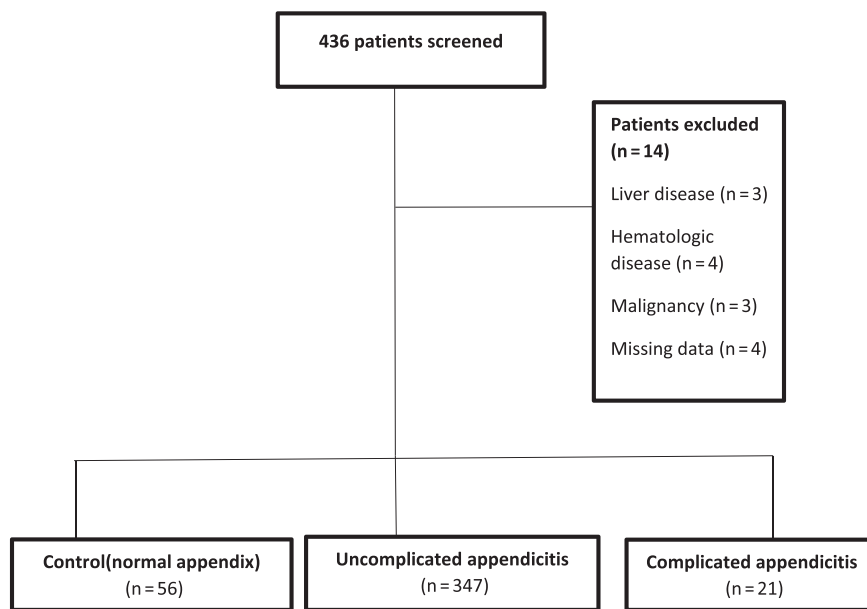 436 patients screened
Patients excluded
(n = 14)
Liver disease (n = 3)
Hematologic
disease (n = 4)
Malignancy (n = 3)
Missing data (n = 4)
Control(normal appendix)
(n = 56)
Uncomplicated appendicitis
(n = 347)
Complicated appendicitis
(n = 21)